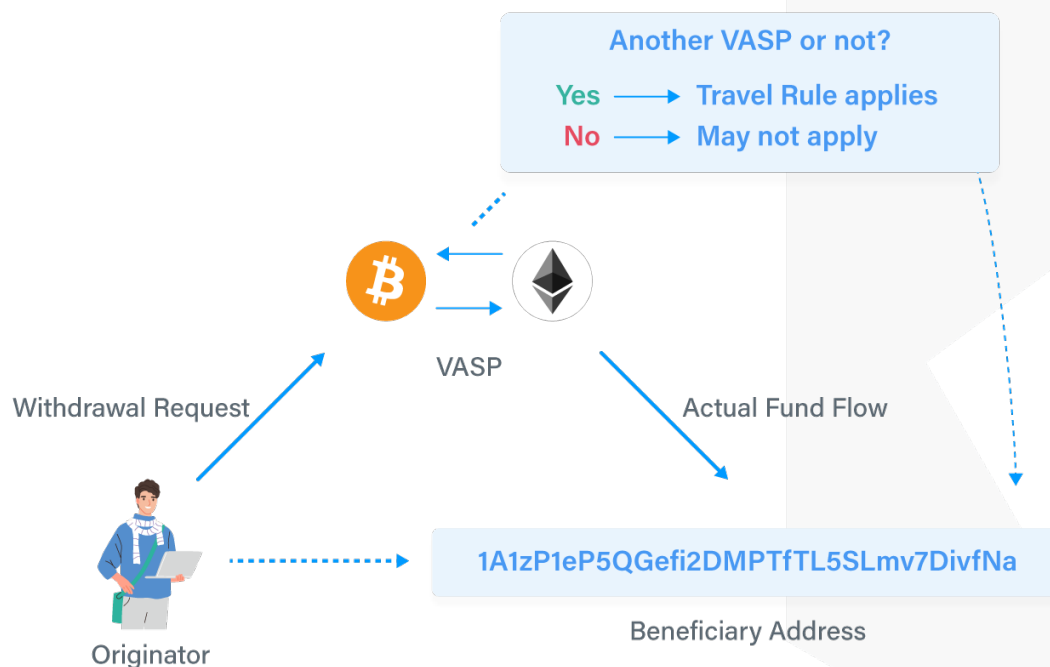 Another VASP or not?
Yes Travel Rule applies
No May not apply
VASP
Withdrawal Request
Actual Fund Flow
1A1zP1eP5QGefi2DMPTfTL5SLmv7DivfNa
Beneficiary Address
Originator